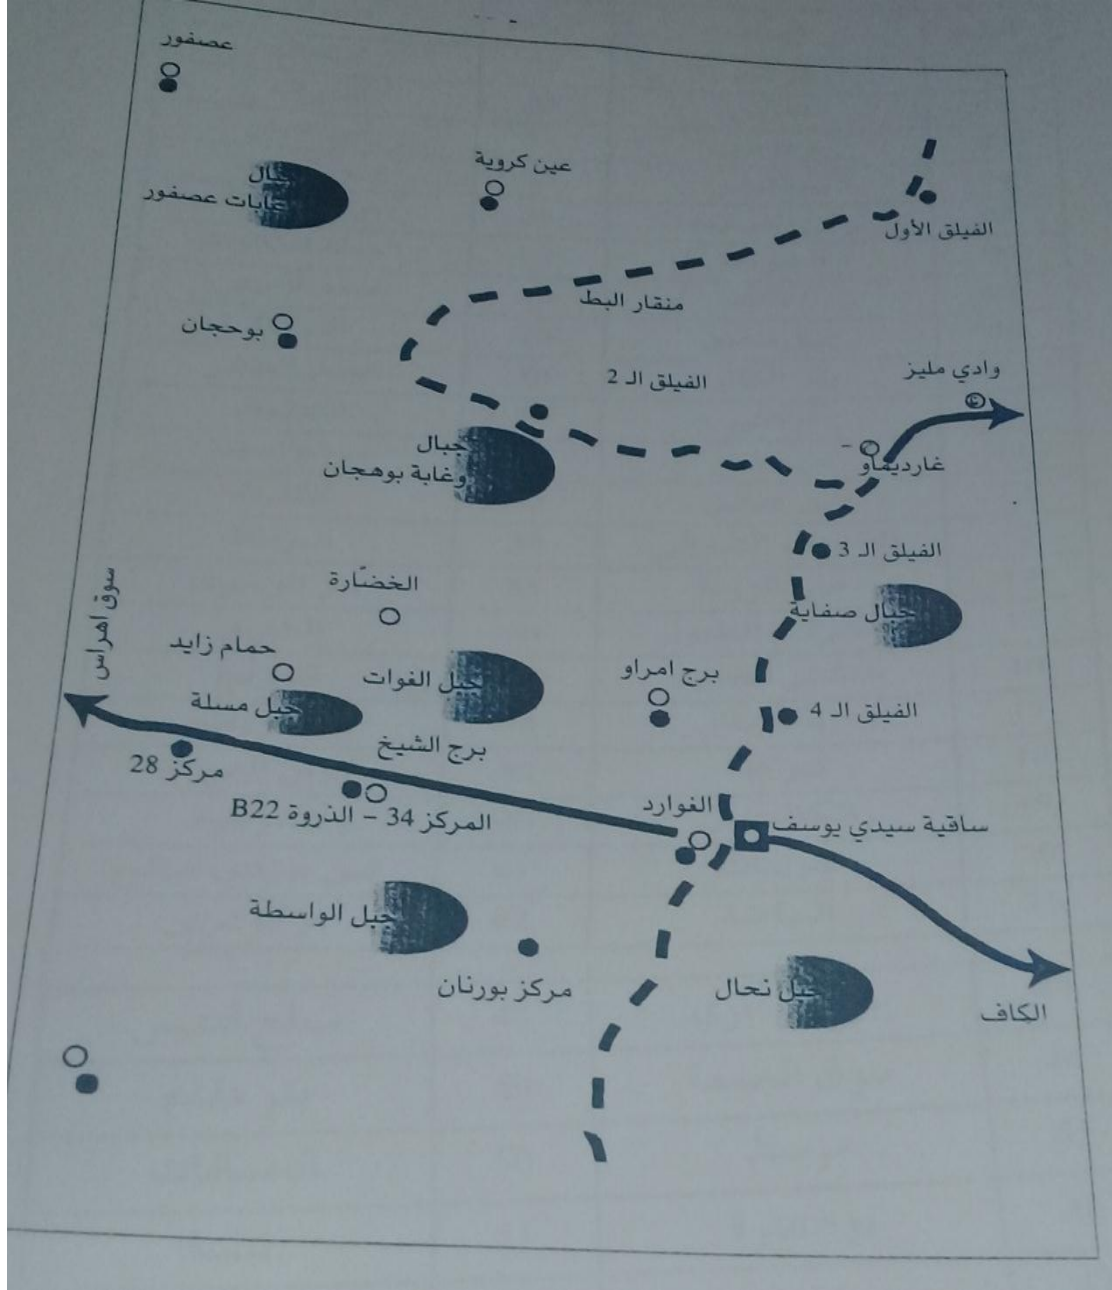 عصفور
عين كروية
جبال
غابات عصفور
الفيلق الأول
منقار البط
بوحجان
الفيلق الـ 2
وادي مليز
جبال
وغابة بوهجان
غارديماو
الفيلق الـ 3
الخضّارة
جبال صفاية
سوق اهراس
حمام زايد
جبل الفوات
برج امراو
جبل مسلة
الفيلق الـ 4
برج الشيخ
مركز 28
المركز 34 – الذروة B22
الغوارد
ساقية سيدي يوسف
جبل الواسطة
مركز بورنان
جبل نحال
الكاف